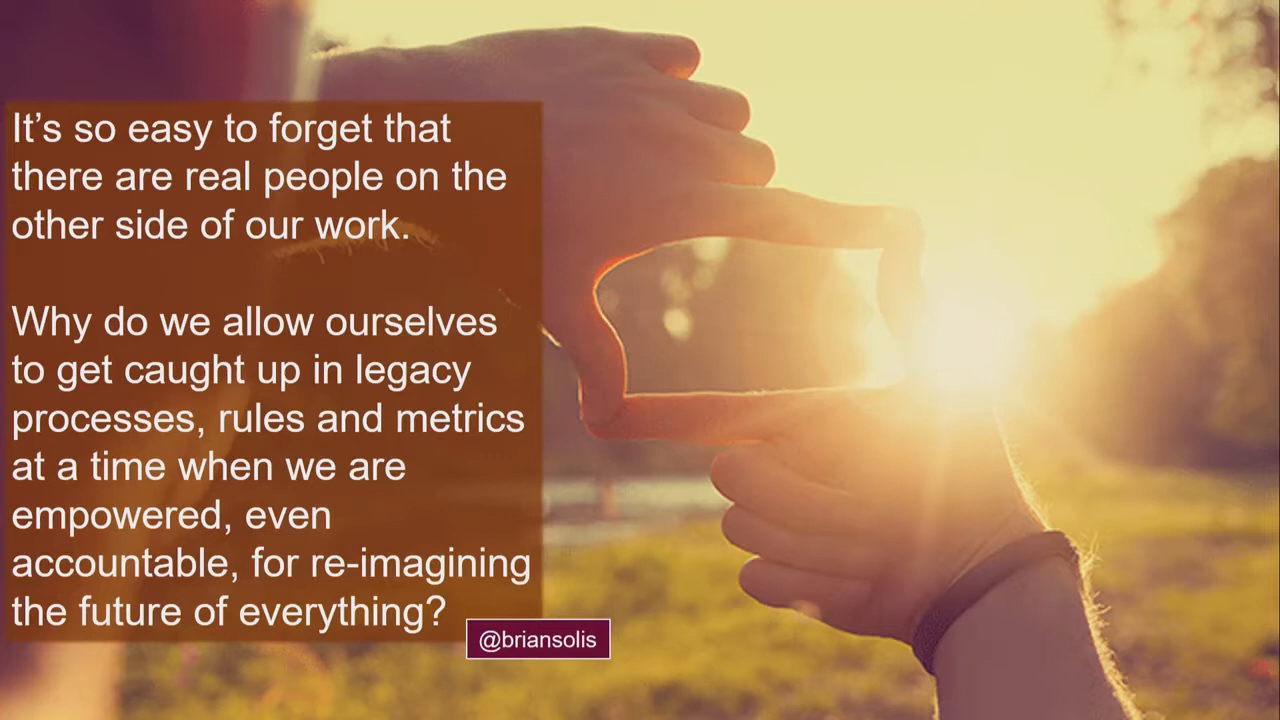 It’s so easy to forget that
there are real people on the
other side of our work.
Why do we allow ourselves
to get caught up in legacy
processes, rules and metrics
at a time when we are
empowered, even
accountable, for re-imagining
the future of everything?
@briansolis